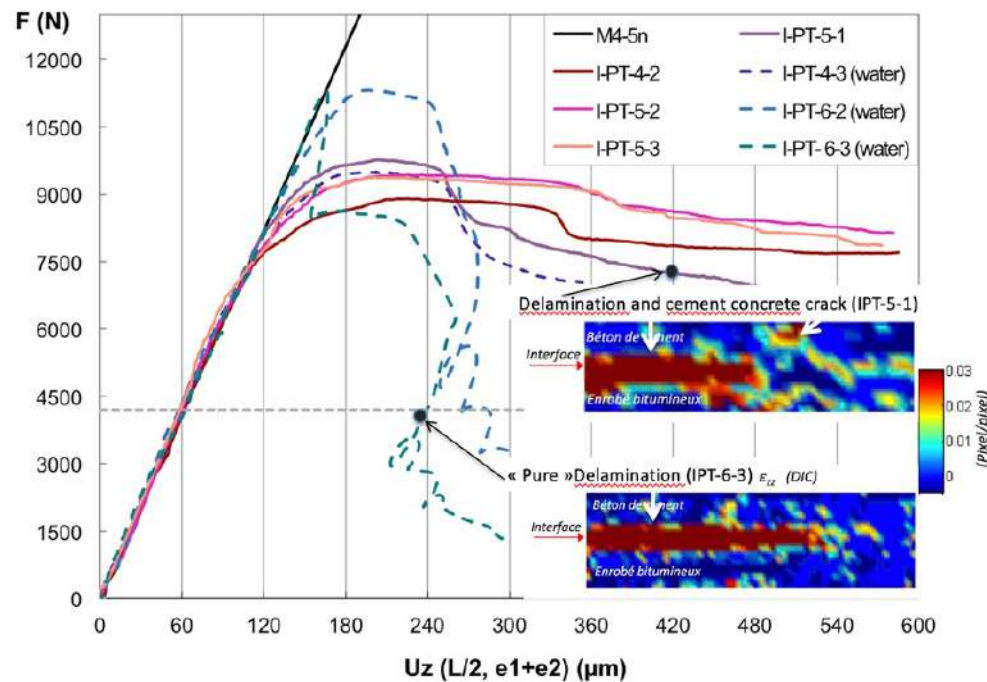 F (N)
12000
10500
9000
7500
6000
4500
3000
1500
0
0 60 120 180 240 300 360 420 480 540 600
Uz (L/2, e1+e2) (µm)
M4-5n I-PT-5-1
I-PT-4-2 I-PT-4-3 (water)
I-PT-5-2 I-PT-6-2 (water)
I-PT-5-3 I-PT- 6-3 (water)
Delamination and cement concrete crack (IPT-5-1)
Béton de ment
Interface
Enrobé bitumineux
0.03
0.02
0.01
0
(Pixel/pixel)
« Pure »Delamination (IPT-6-3) εzz (DIC)
Béton de ment
Interface
Enrobé bitumineux